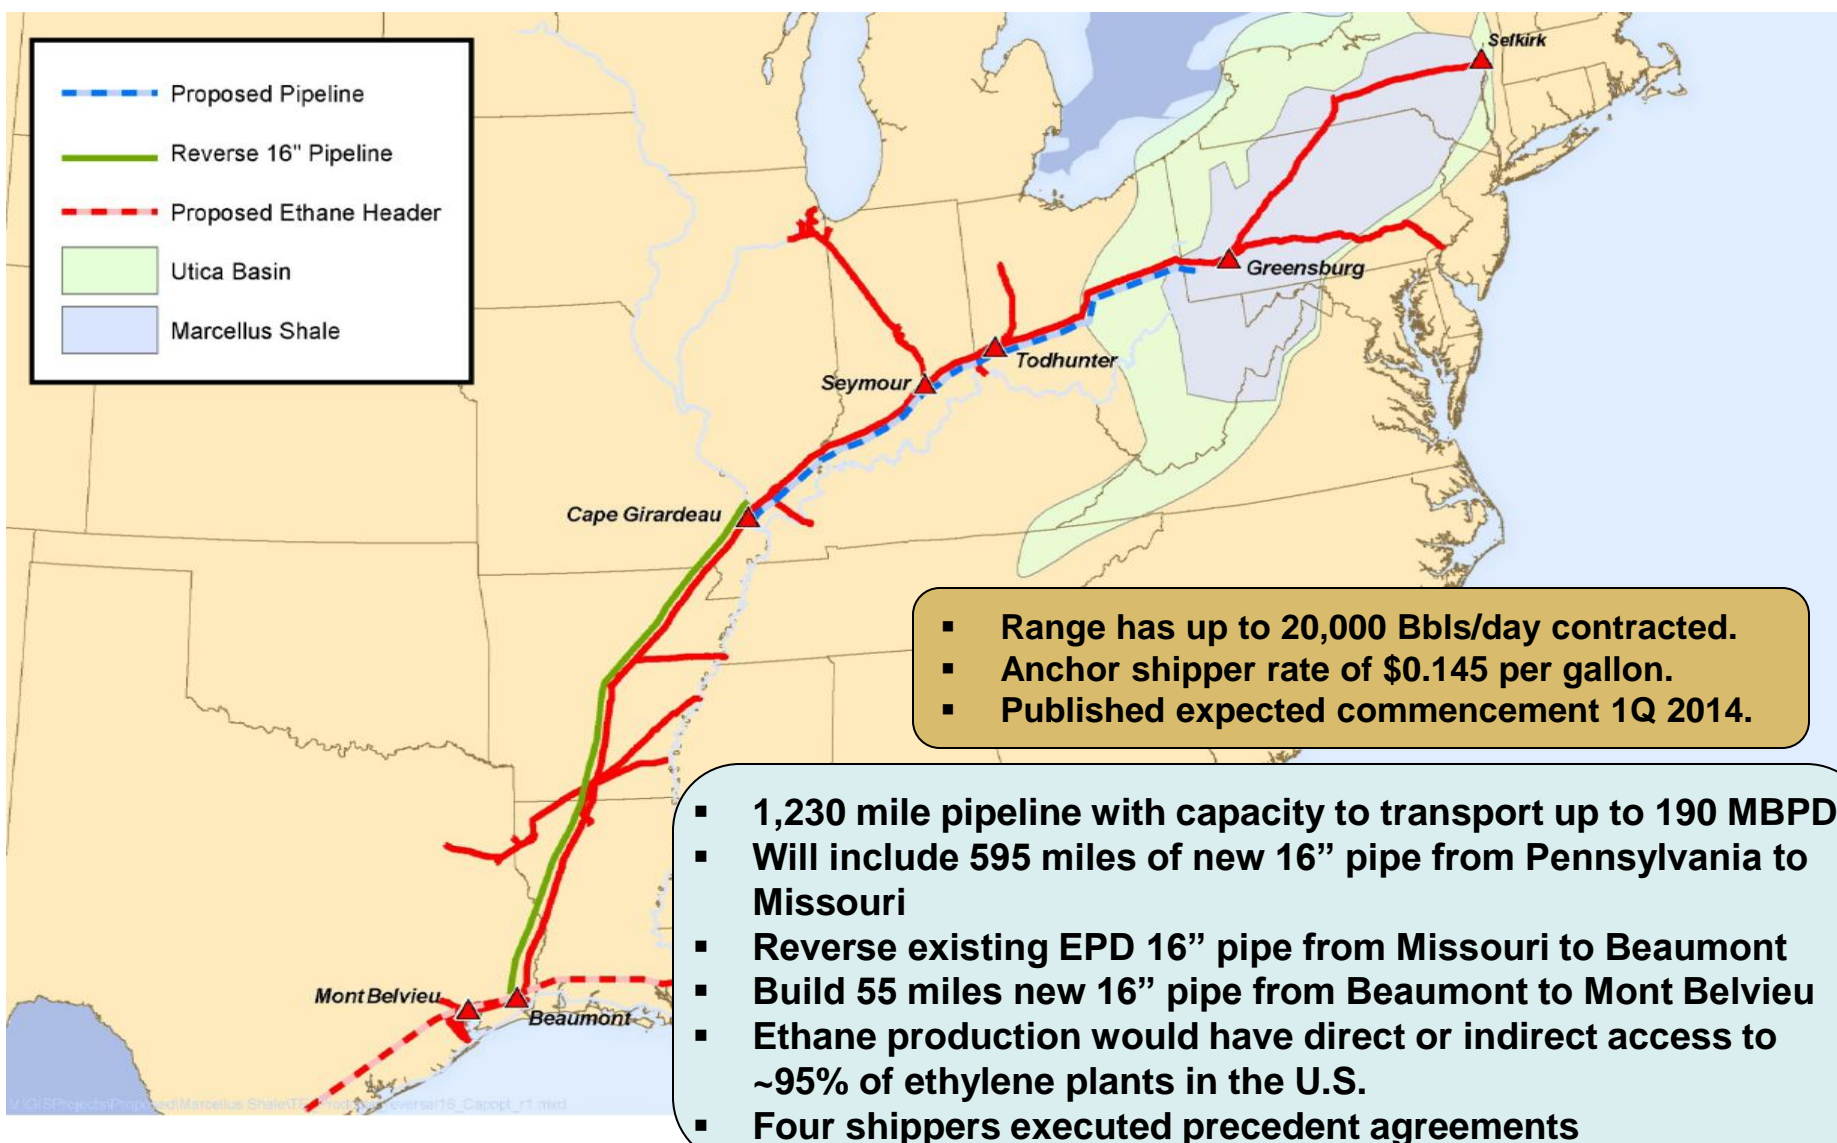 Proposed Pipeline
Reverse 16" Pipeline
Proposed Ethane Header
Utica Basin
Marcellus Shale
Selkirk
Greensburg
Todhunter
Seymour
Cape Girardeau
Mont Belvieu
Beaumont
▪ Range has up to 20,000 Bbls/day contracted.
▪ Anchor shipper rate of $0.145 per gallon.
▪ Published expected commencement 1Q 2014.
▪ 1,230 mile pipeline with capacity to transport up to 190 MBPD
▪ Will include 595 miles of new 16” pipe from Pennsylvania to
Missouri
▪ Reverse existing EPD 16” pipe from Missouri to Beaumont
▪ Build 55 miles new 16” pipe from Beaumont to Mont Belvieu
▪ Ethane production would have direct or indirect access to
~95% of ethylene plants in the U.S.
▪ Four shippers executed precedent agreements